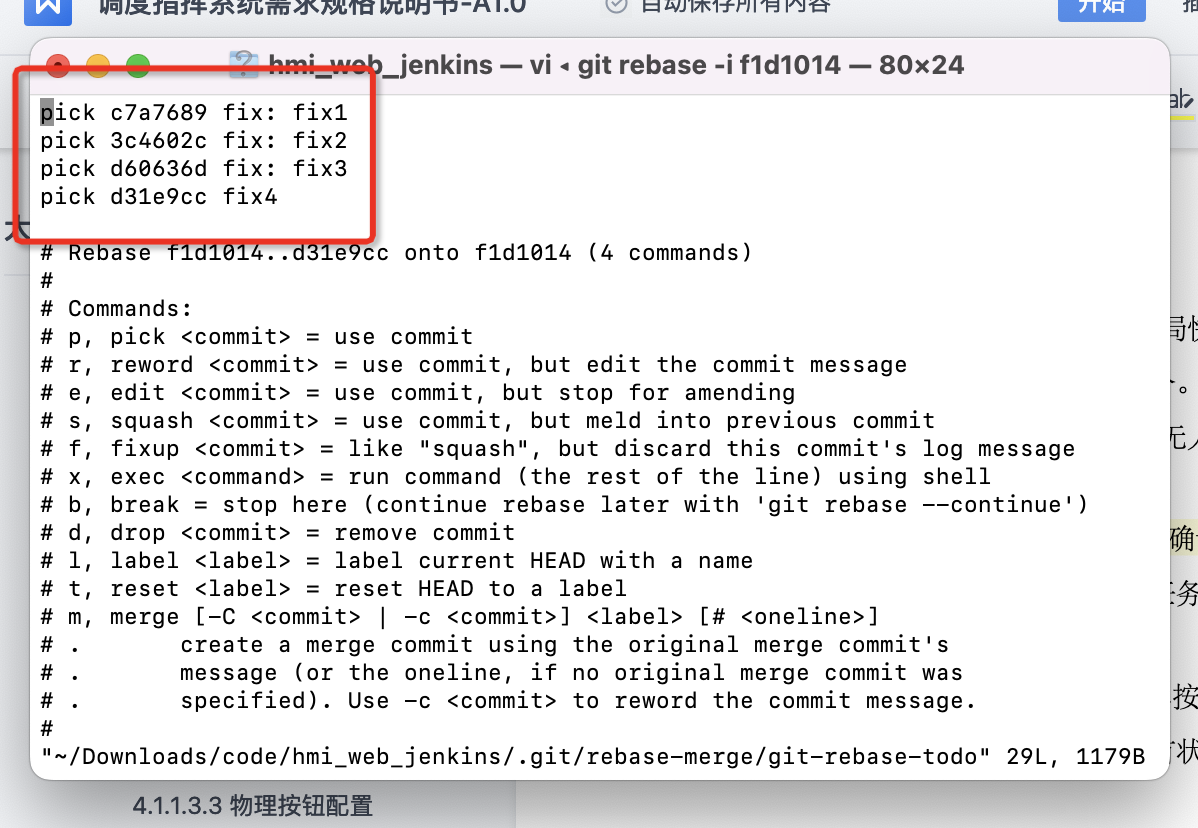 调度指挥系统需求规格说明书-A1.0
自动保存所有内容
开始
hmi_web_jenkins — vi ◂ git rebase -i f1d1014 — 80×24
pick c7a7689 fix: fix1
pick 3c4602c fix: fix2
pick d60636d fix: fix3
pick d31e9cc fix4
# Rebase f1d1014..d31e9cc onto f1d1014 (4 commands)
#
# Commands:
# p, pick <commit> = use commit
# r, reword <commit> = use commit, but edit the commit message
# e, edit <commit> = use commit, but stop for amending
# s, squash <commit> = use commit, but meld into previous commit
# f, fixup <commit> = like "squash", but discard this commit's log message
# x, exec <command> = run command (the rest of the line) using shell
# b, break = stop here (continue rebase later with 'git rebase --continue')
# d, drop <commit> = remove commit
# l, label <label> = label current HEAD with a name
# t, reset <label> = reset HEAD to a label
# m, merge [-C <commit> | -c <commit>] <label> [# <oneline>]
# .       create a merge commit using the original merge commit's
# .       message (or the oneline, if no original merge commit was
# .       specified). Use -c <commit> to reword the commit message.
#
"~/Downloads/code/hmi_web_jenkins/.git/rebase-merge/git-rebase-todo" 29L, 1179B
4.1.1.3.3 物理按钮配置